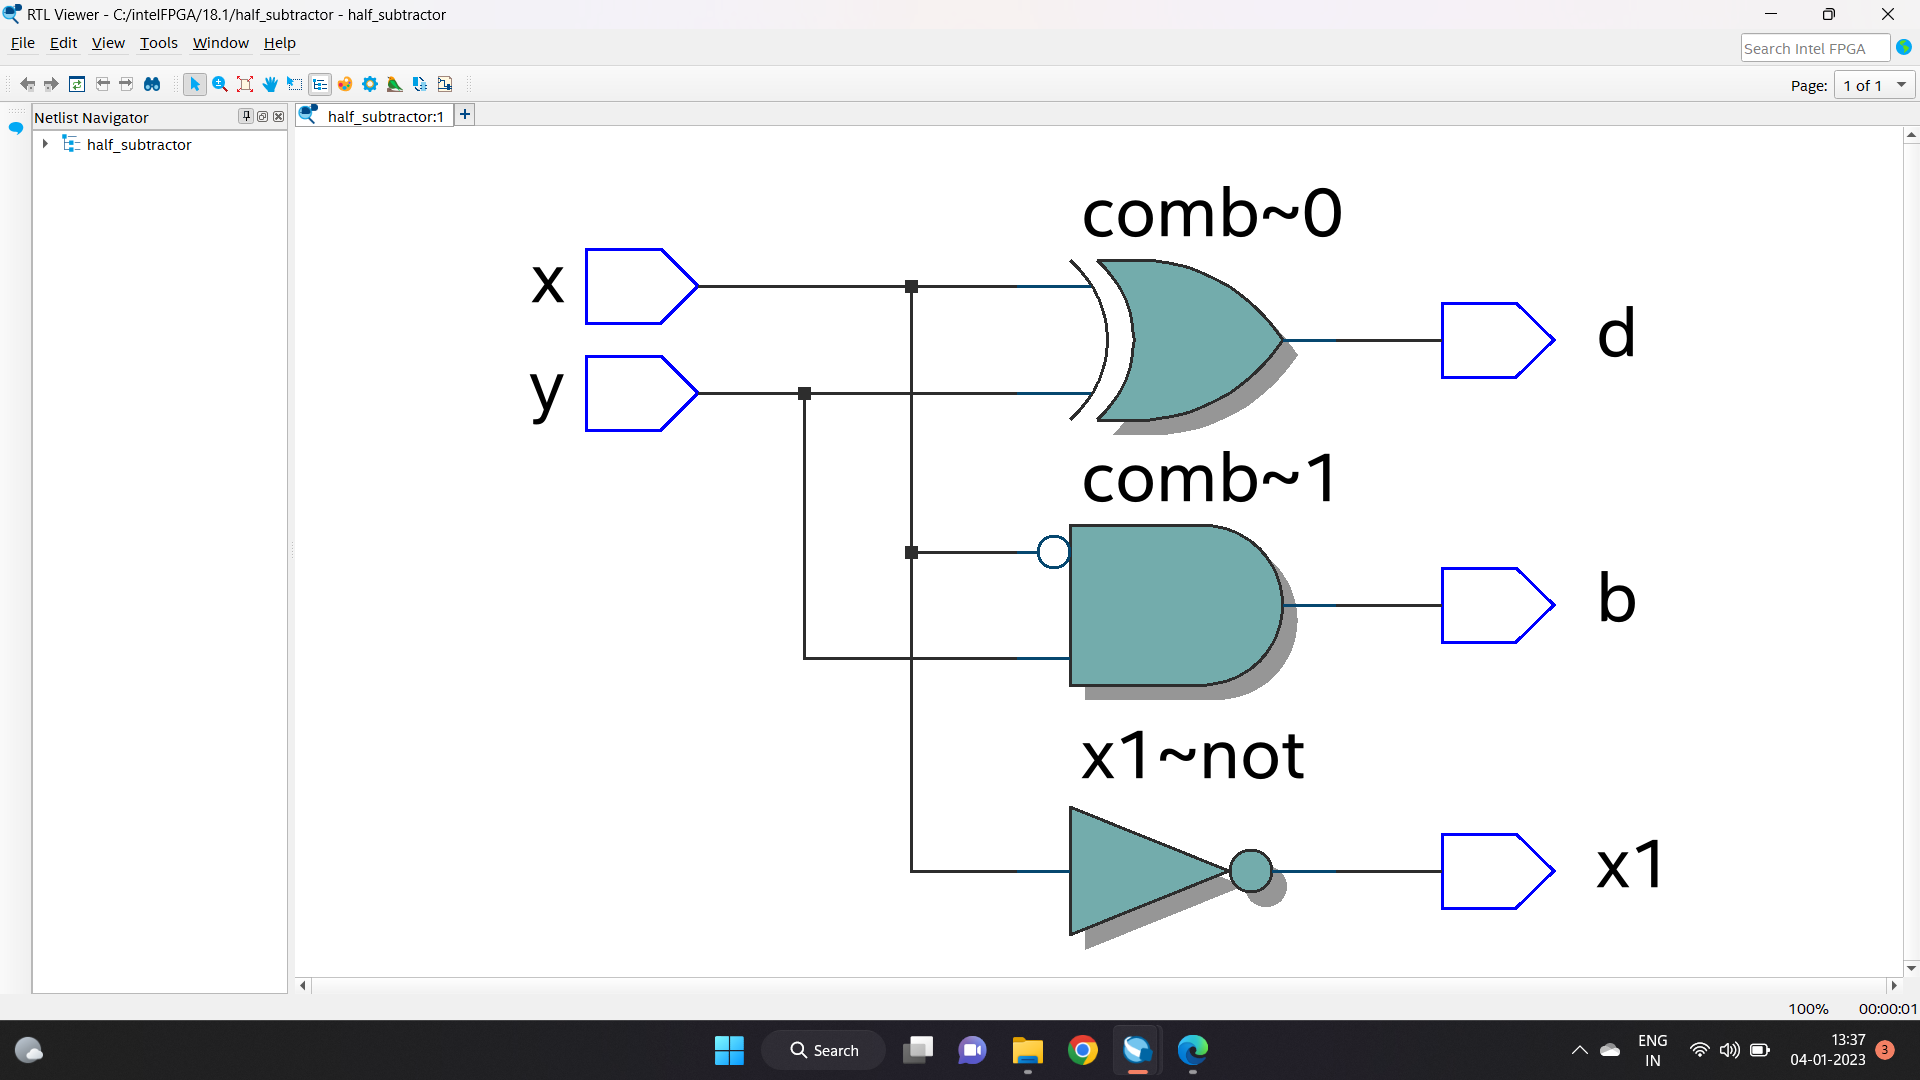 RTL Viewer - C:/intelFPGA/18.1/half_subtractor - half_subtractor
File Edit View Tools Window Help
Search Intel FPGA
Page: 1 of 1
Netlist Navigator
half_subtractor:1
half_subtractor
comb~0
x
d
y
comb~1
b
x1~not
x1
100% 00:00:01
Search
ENG
IN
13:37
04-01-2023
3